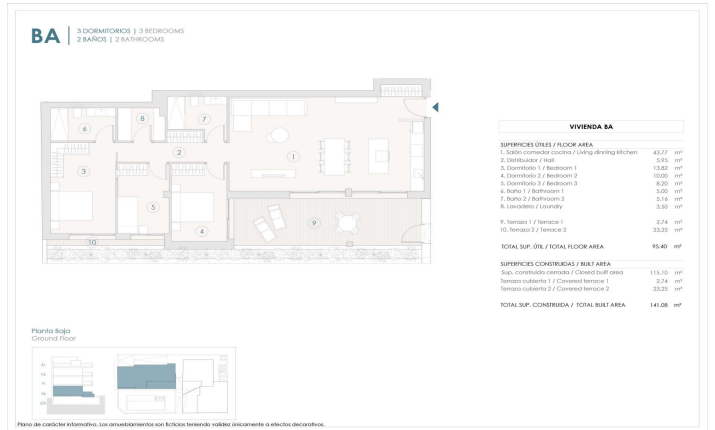 BA
3 DORMITORIOS | 3 BEDROOMS
2 BAÑOS | 2 BATHROOMS
6
8
7
2
1
3
5
4
9
10
VIVIENDA BA
SUPERFICIES ÚTILES / FLOOR AREA
1. Salón comedor cocina / Living dinning kitchen 43,77 m²
2. Distribuidor / Hall 5.95 m²
3. Dormitorio 1 / Bedroom 1 13.82 m²
4. Dormitorio 2 / Bedroom 2 10.00 m²
5. Dormitorio 3 / Bedroom 3 8.20 m²
6. Baño 1 / Bathroom 1 5.00 m²
7. Baño 2 / Bathroom 2 5.16 m²
8. Lavadero / Laundry 3.50 m²
9. Terraza 1 / Terrace 1 2.74 m²
10. Terraza 2 / Terrace 2 23,25 m²
TOTAL SUP. ÚTIL / TOTAL FLOOR AREA 95.40 m²
SUPERFICIES CONSTRUIDAS / BUILT AREA
Sup. construida cerrada / Closed built area 115,10 m²
Terraza cubierta 1 / Covered terrace 1 2.74 m²
Terraza cubierta 2 / Covered terrace 2 23,25 m²
TOTAL SUP. CONSTRUIDA / TOTAL BUILT AREA 141.08 m²
Planta Baja
Ground Floor
Plano de carácter informativo. Los amueblamientos son ficticios teniendo validez únicamente a efectos decorativos.